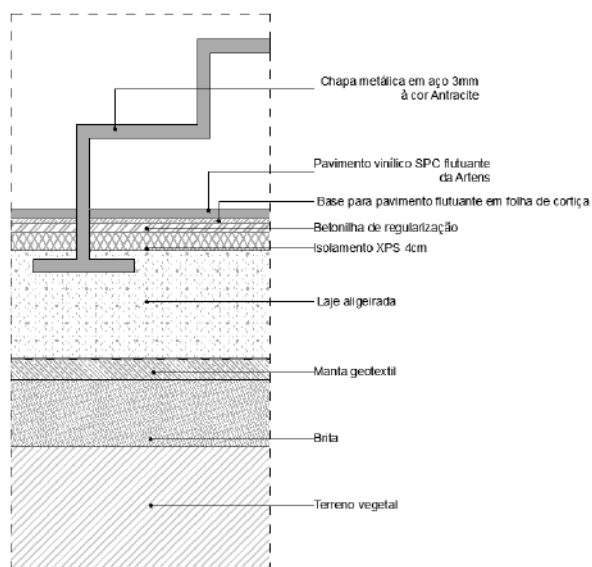 Chapa metálica em aço 3mm
à cor Antracite
Pavimento vinílico SPC flutuante
da Artens
Base para pavimento flutuante em folha de cortiça
Betonilha de regularização
Isolamento XPS 4cm
Laje aligeirada
Manta geotextil
Brita
Terreno vegetal